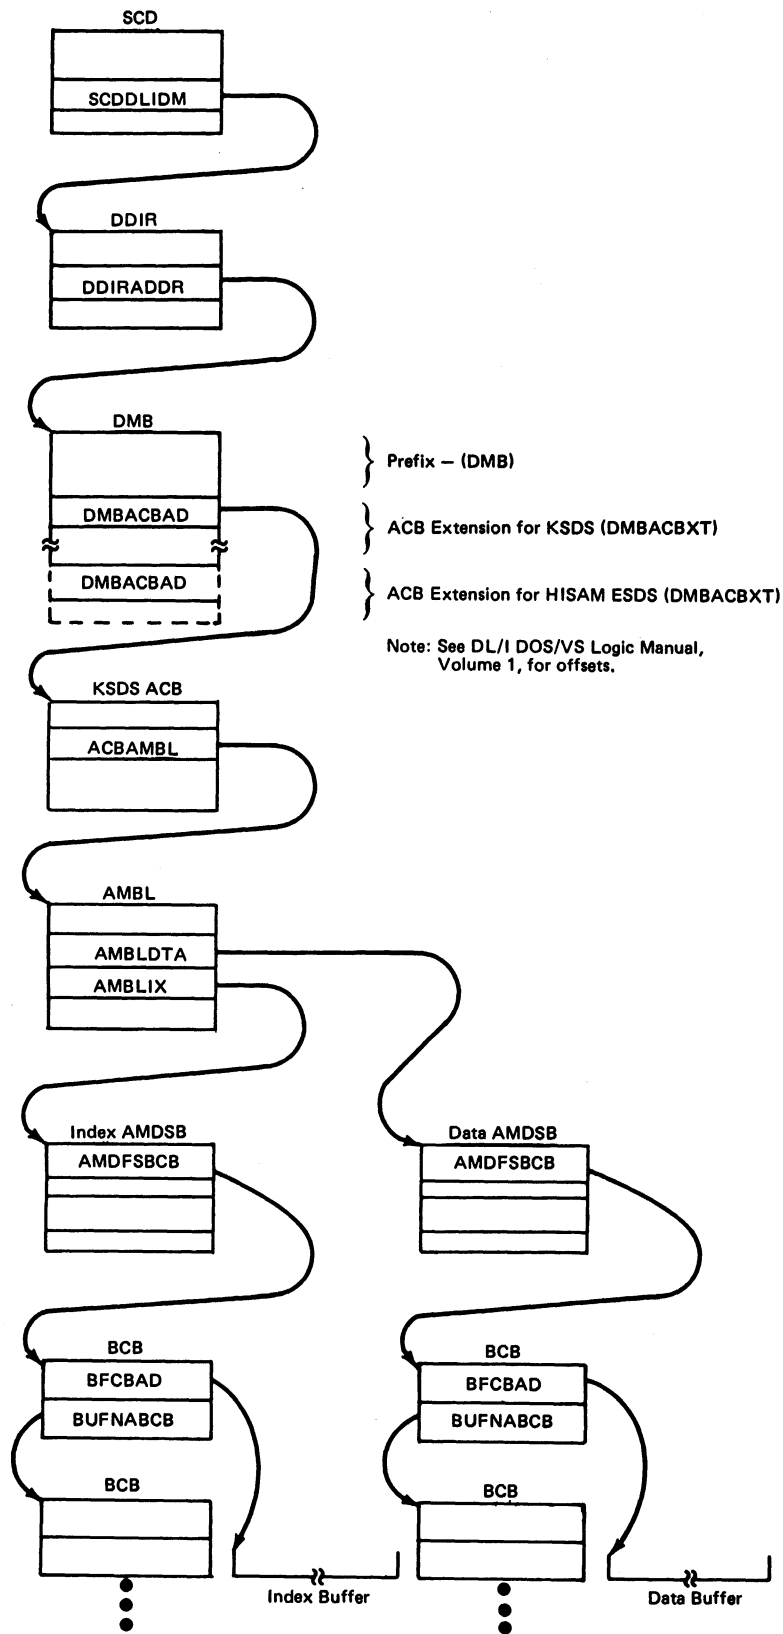 SCD
SCDDLIDM
DDIR
DDIRADDR
DMB
Prefix — (DMB)
DMBACBAD
ACB Extension for KSDS (DMBACBXT)
DMBACBAD
ACB Extension for HISAM ESDS (DMBACBXT)
Note: See DL/I DOS/VS Logic Manual,
Volume 1, for offsets.
KSDS ACB
ACBAMBL
AMBL
AMBLDTA
AMBLIX
Index AMDSB
AMDFSBCB
Data AMDSB
AMDFSBCB
BCB
BFCBAD
BUFNABCB
BCB
BCB
BFCBAD
BUFNABCB
BCB
Index Buffer
Data Buffer